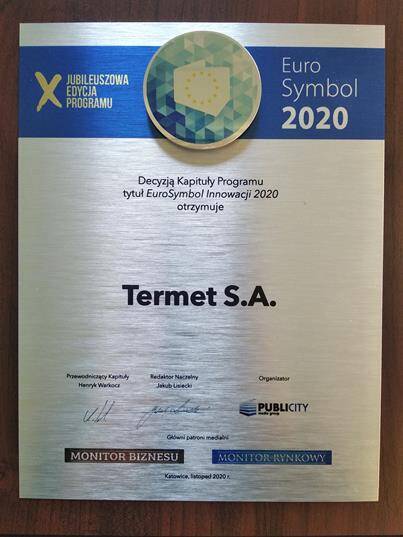 X JUBILEUSZOWA
EDYCJA
PROGRAMU
Euro
Symbol
2020
Decyzją Kapituły Programu
tytuł EuroSymbol Innowacji 2020
otrzymuje
Termet S.A.
Przewodniczący Kapituły
Henryk Warkocz
Redaktor Naczelny
Jakub Lisiecki
Organizator
PUBLICITY
media group
Główni patroni medialni
MONITOR BIZNESU
MONITOR RYNKOWY
Katowice, listopad 2020 r.